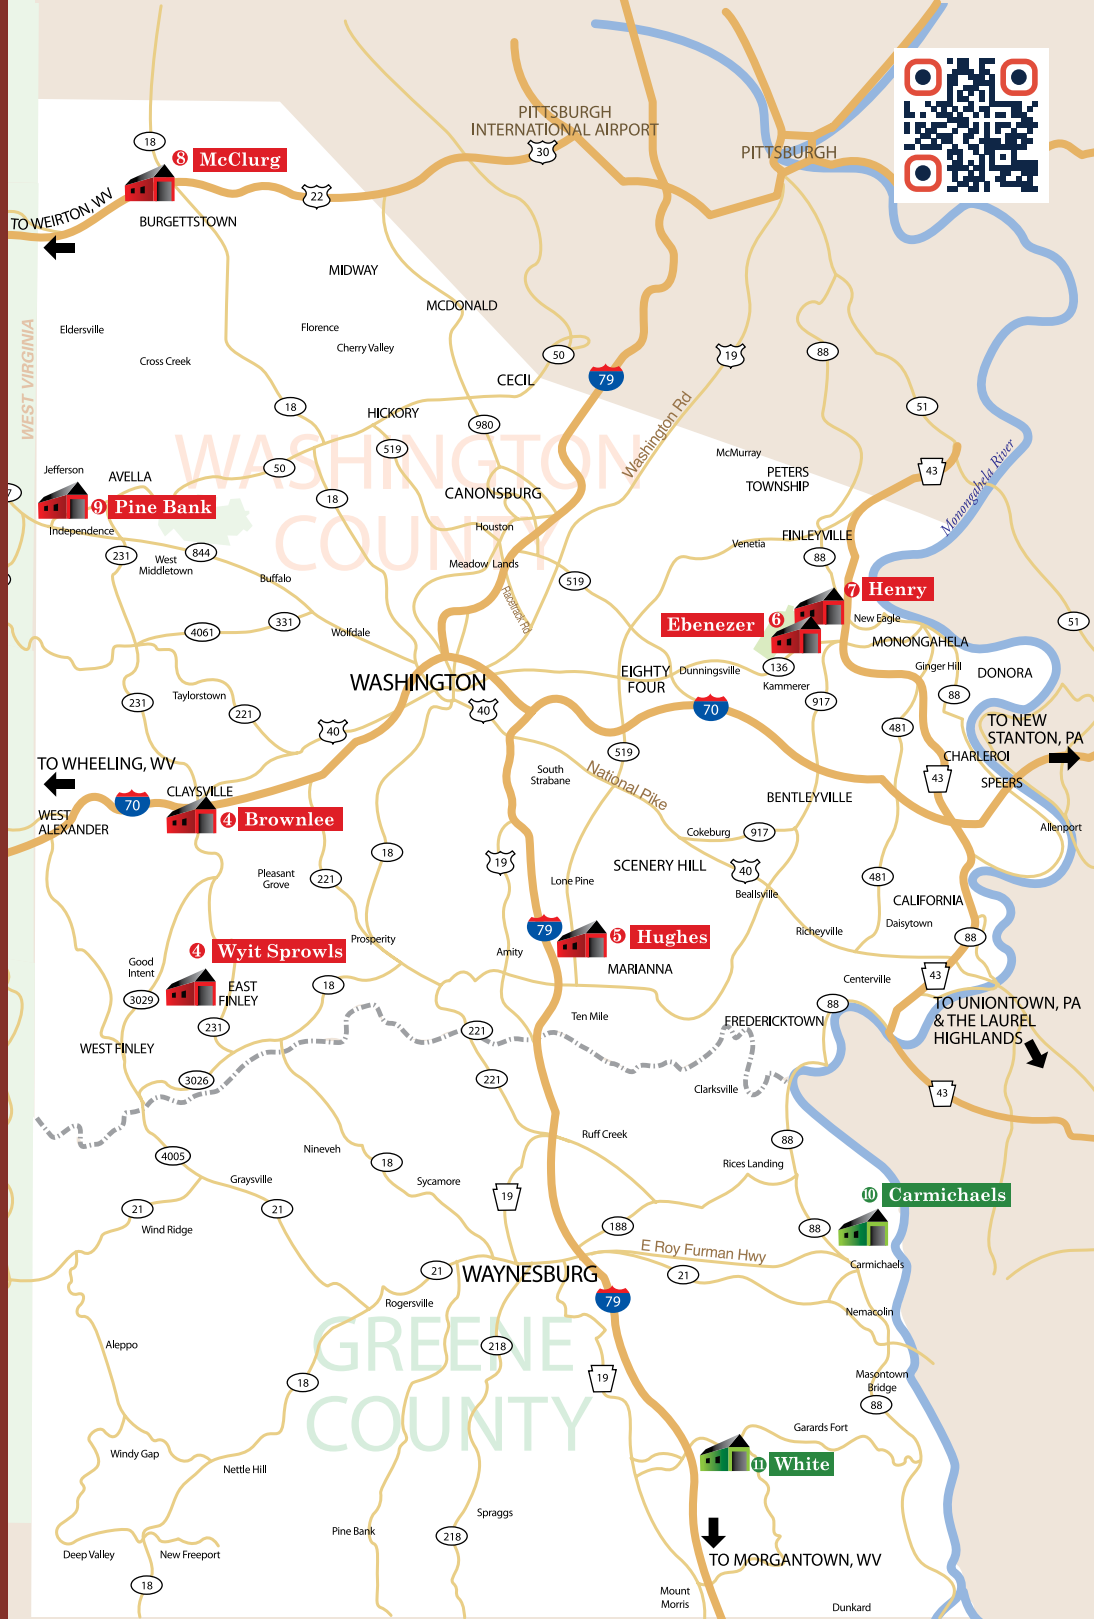 PITTSBURGH
INTERNATIONAL AIRPORT
30
PITTSBURGH
18
8 McClurg
22
TO WEIRTON, WV
BURGETTSTOWN
MIDWAY
MCDONALD
Eldersville
Florence
Cherry Valley
Cross Creek
WEST VIRGINIA
50
19
88
79
CECIL
18
HICKORY
980
51
519
Washington Rd
WASHINGTON
COUNTY
McMurray
PETERS
TOWNSHIP
43
Monongahela River
Jefferson
AVELLA
50
18
CANONSBURG
9 Pine Bank
Independence
Houston
Venetia
FINLEYVILLE
88
231
West
Middletown
844
Buffalo
Meadow Lands
519
Racetrack Rd
7 Henry
Ebenezer 6
New Eagle
51
4061
331
Wolfdale
MONONGAHELA
EIGHTY
FOUR
Dunningsville
136
Kammerer
Ginger Hill
DONORA
WASHINGTON
231
Taylorstown
221
40
40
70
917
88
481
TO NEW
STANTON, PA
519
National Pike
South
Strabane
CHARLEROI
TO WHEELING, WV
43
SPEERS
70
CLAYSVILLE
BENTLEYVILLE
WEST
ALEXANDER
4 Brownlee
Cokeburg
917
Allenport
18
19
SCENERY HILL
40
Pleasant
Grove
221
Lone Pine
Beallsville
481
CALIFORNIA
Daisytown
79
5 Hughes
Richeyville
88
4 Wyit Sprowls
Prosperity
Amity
MARIANNA
Good
Intent
Centerville
43
3029
EAST
FINLEY
18
231
Ten Mile
FREDERICKTOWN
88
TO UNIONTOWN, PA
& THE LAUREL
HIGHLANDS
WEST FINLEY
221
3026
221
Clarksville
43
Ruff Creek
88
Nineveh
4005
18
Rices Landing
Graysville
Sycamore
19
10 Carmichaels
21
21
Wind Ridge
188
88
E Roy Furman Hwy
Carmichaels
21
WAYNESBURG
21
79
Rogersville
Nemacolin
GREENE
COUNTY
Aleppo
218
19
18
Masontown
Bridge
88
Garards Fort
Windy Gap
Nettle Hill
11 White
Spraggs
Pine Bank
218
Deep Valley
New Freeport
TO MORGANTOWN, WV
18
Mount
Morris
Dunkard